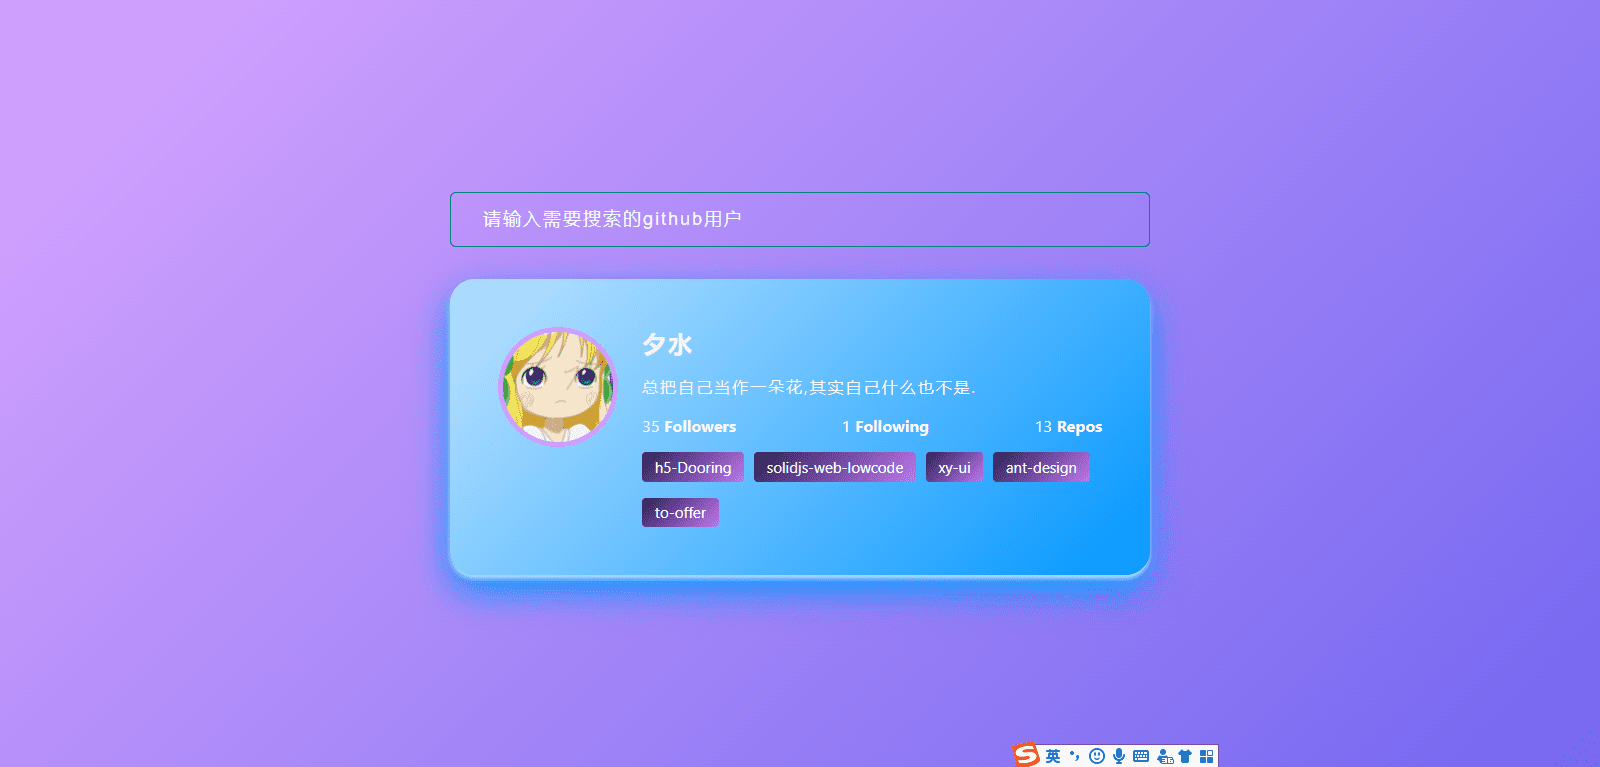 请输入需要搜索的github用户
夕水
总把自己当作一朵花,其实自己什么也不是.
35 Followers 1 Following 13 Repos
h5-Dooring solidjs-web-lowcode xy-ui ant-design
to-offer
英